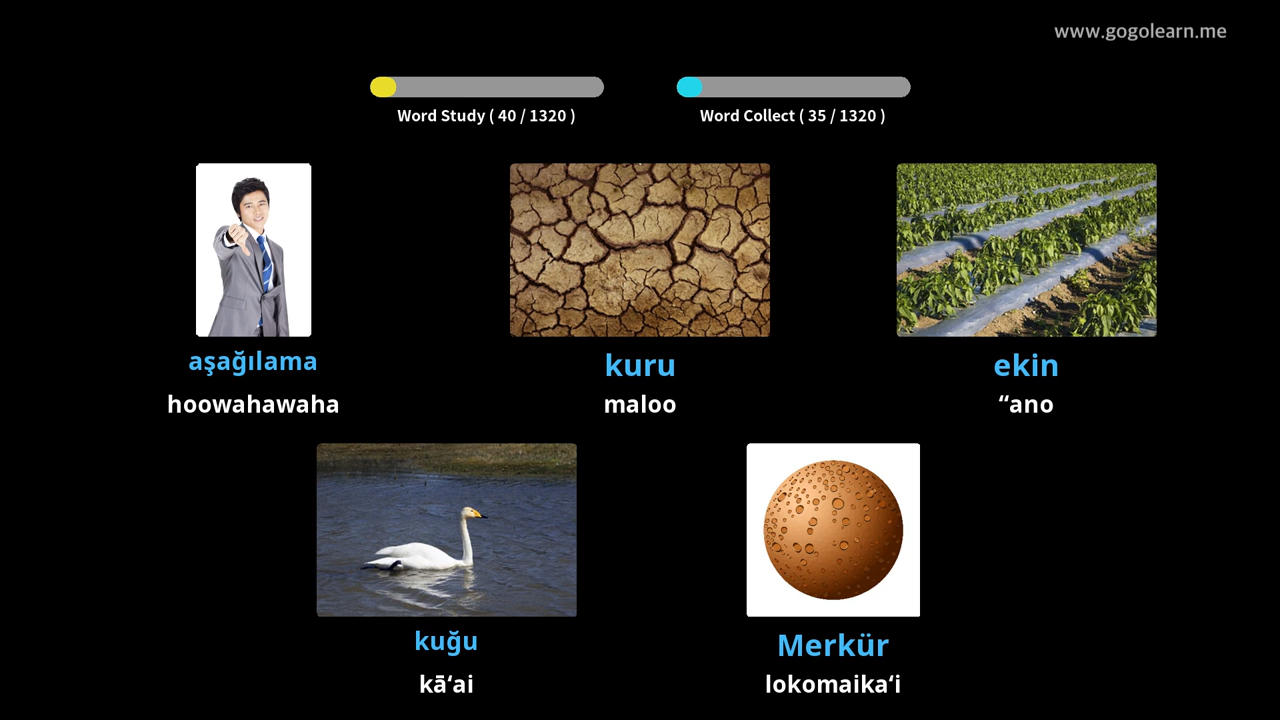 www.gogolearn.me
Word Study ( 40 / 1320 )
Word Collect ( 35 / 1320 )
aşağılama
hoowahawaha
kuru
maloo
ekin
“ano
kuğu
kāʻai
Merkür
lokomaikaʻi